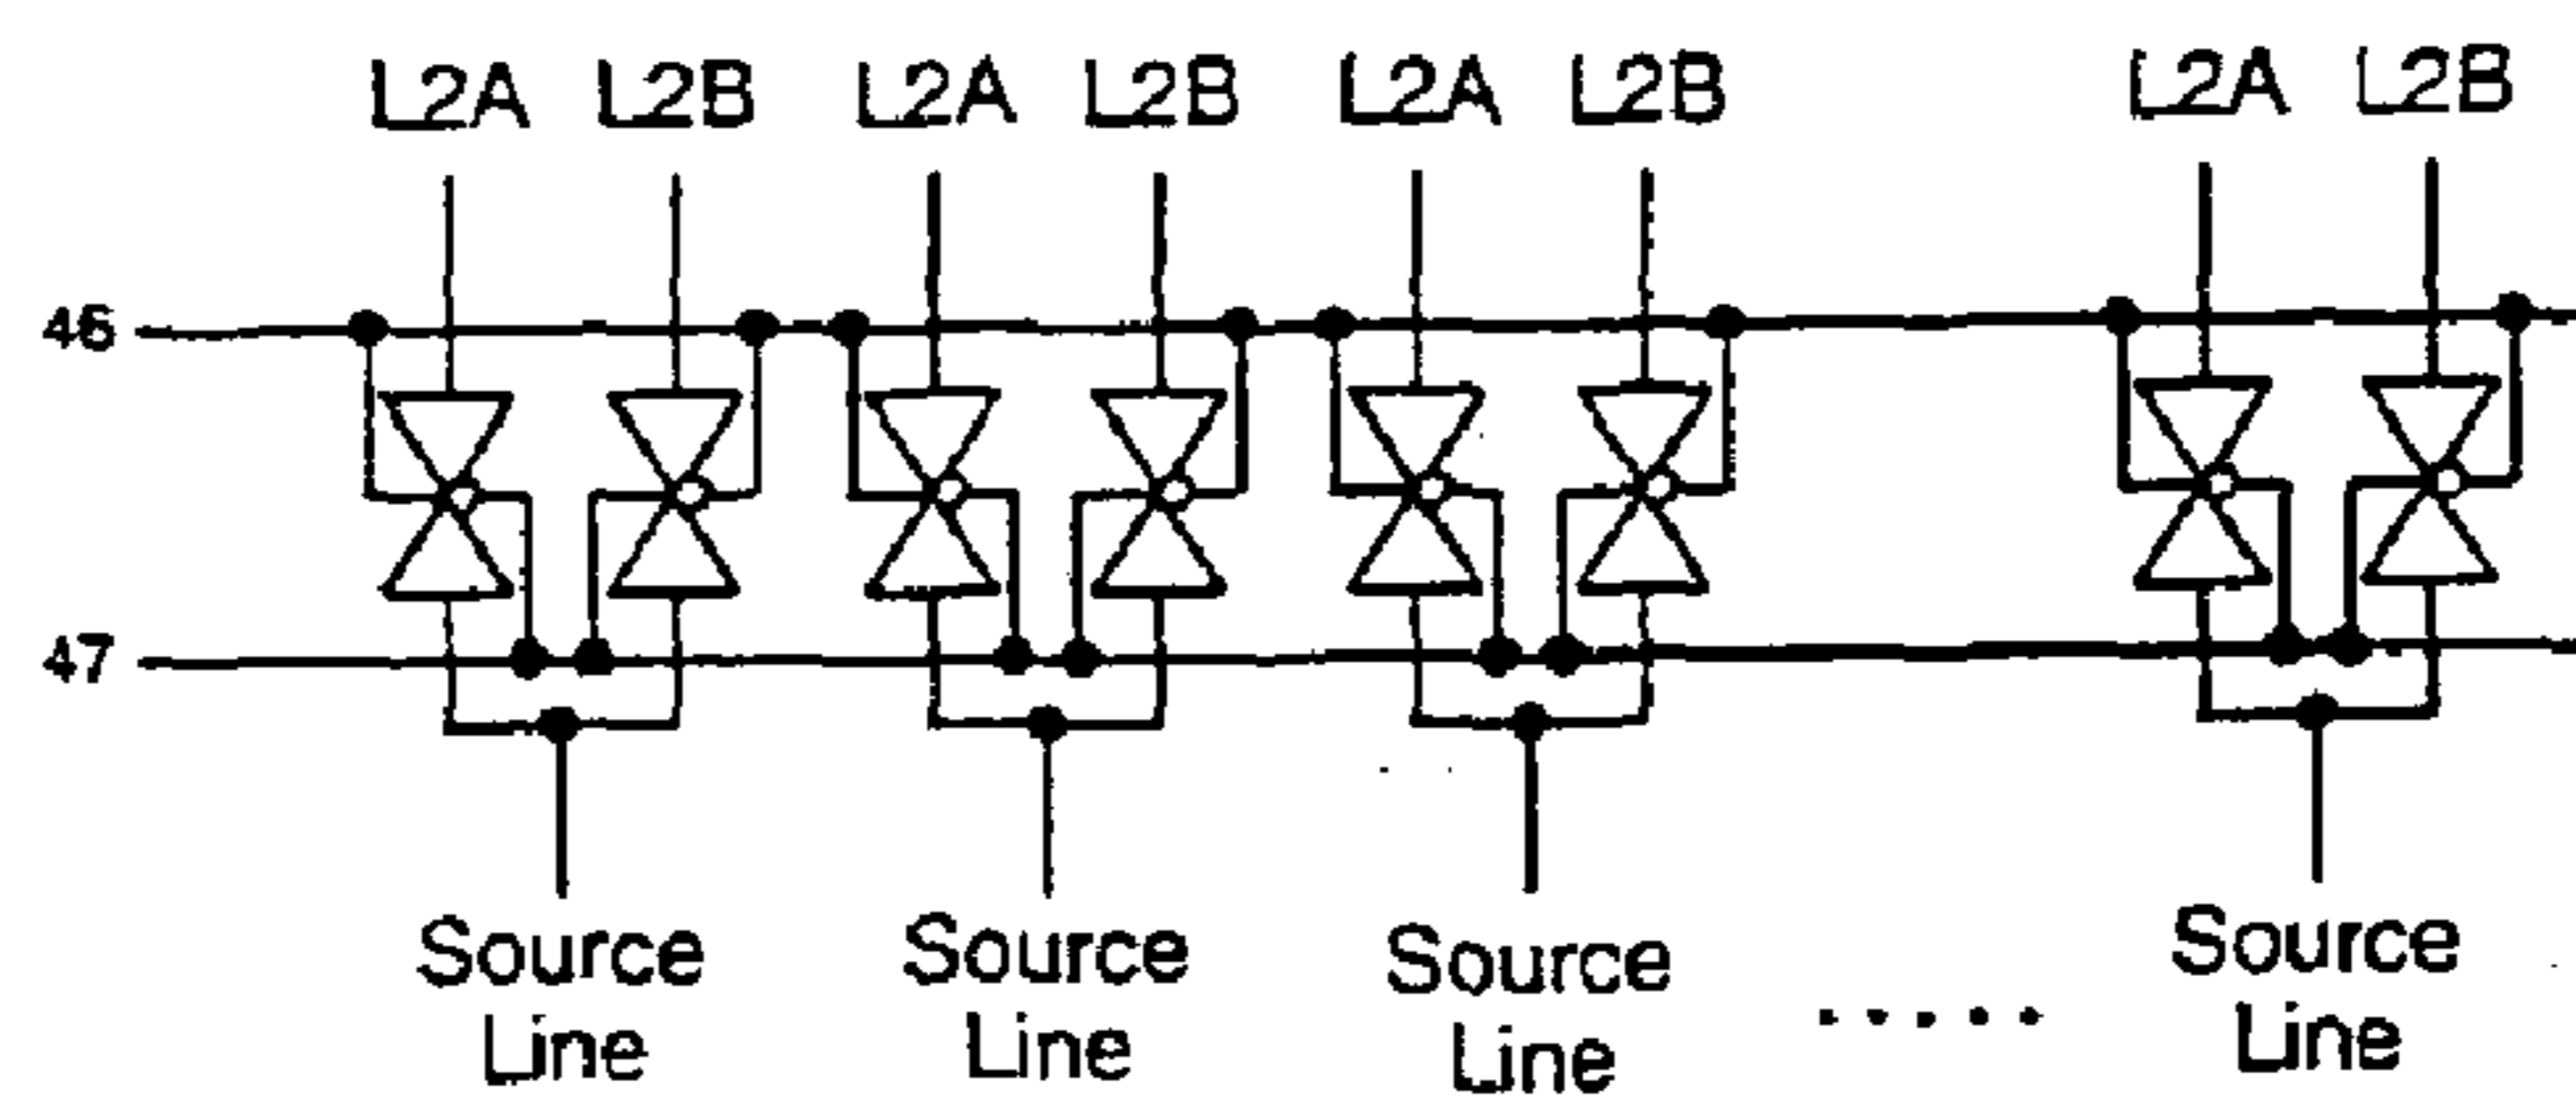 L2A L2B L2A L2B L2A L2B L2A L2B
46
47
Source Line
Source Line
Source Line
.....
Source Line